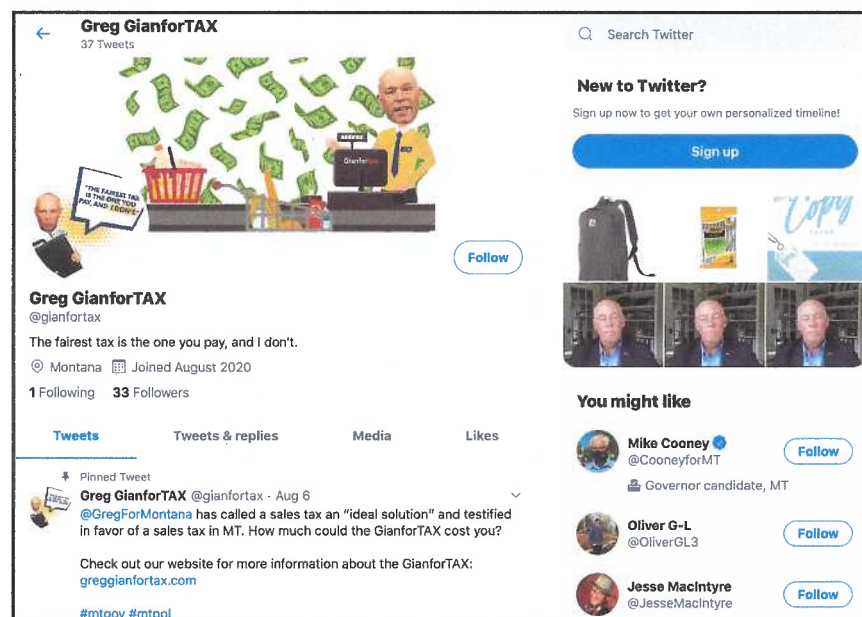 Greg GianforTAX
37 Tweets
Search Twitter
New to Twitter?
Sign up now to get your own personalized timeline!
Sign up
"THE FAIREST TAX
IS THE ONE YOU
PAY, AND I DON'T."
Gianfortax
Copy
Follow
Greg GianforTAX
@gianfortax
The fairest tax is the one you pay, and I don't.
Montana Joined August 2020
1 Following 33 Followers
Tweets Tweets & replies Media Likes
Pinned Tweet
Greg GianforTAX @gianfortax · Aug 6
@GregForMontana has called a sales tax an “ideal solution” and testified
in favor of a sales tax in MT. How much could the GianforTAX cost you?
Check out our website for more information about the GianforTAX:
greggianfortax.com
#mtgov #mtpol
You might like
Mike Cooney
@CooneyforMT
Follow
Governor candidate, MT
Oliver G-L
@OliverGL3
Follow
Jesse MacIntyre
@JesseMacIntyre
Follow